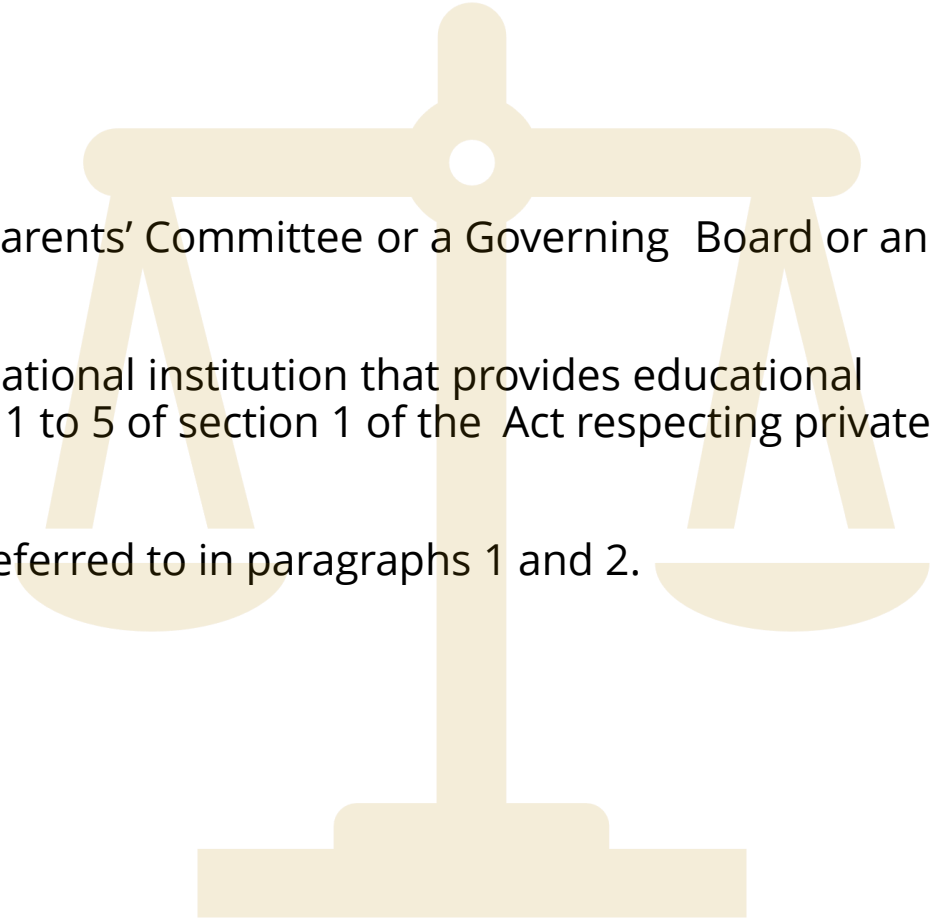 arents’ Committee or a Governing Board or an
ational institution that provides educational
1 to 5 of section 1 of the Act respecting private
eferred to in paragraphs 1 and 2.